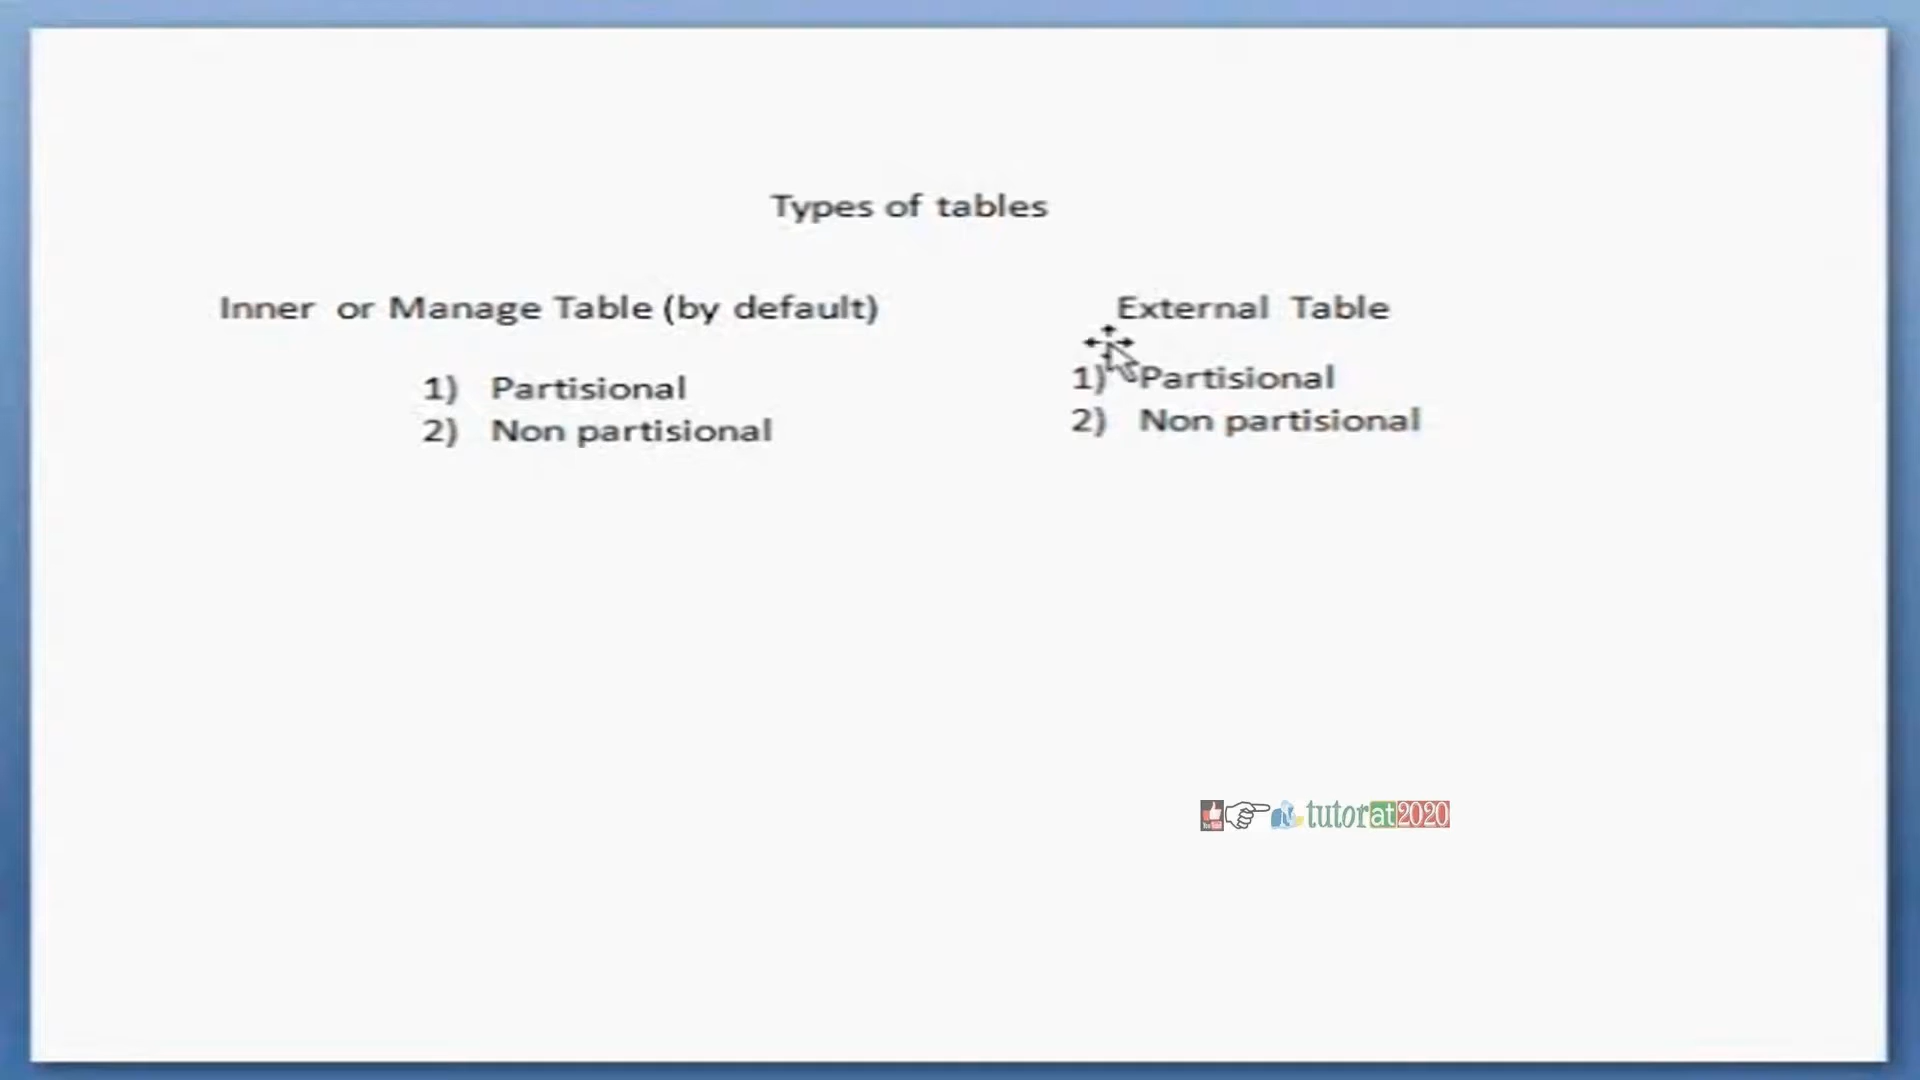 Types of tables
Inner or Manage Table (by default)
1) Partisional
2) Non partisional
External Table
1) Partisional
2) Non partisional
tutorat2020